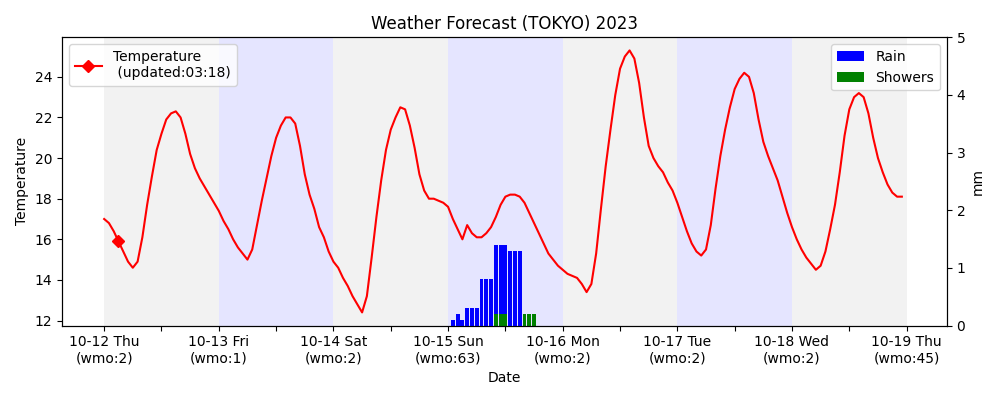 Weather Forecast (TOKYO) 2023
Temperature
(updated:03:18)
Rain
Showers
Temperature
24
22
20
18
16
14
12
5
4
3
2
1
0
mm
10-12 Thu
(wmo:2)
10-13 Fri
(wmo:1)
10-14 Sat
(wmo:2)
10-15 Sun
(wmo:63)
10-16 Mon
(wmo:2)
10-17 Tue
(wmo:2)
10-18 Wed
(wmo:2)
10-19 Thu
(wmo:45)
Date